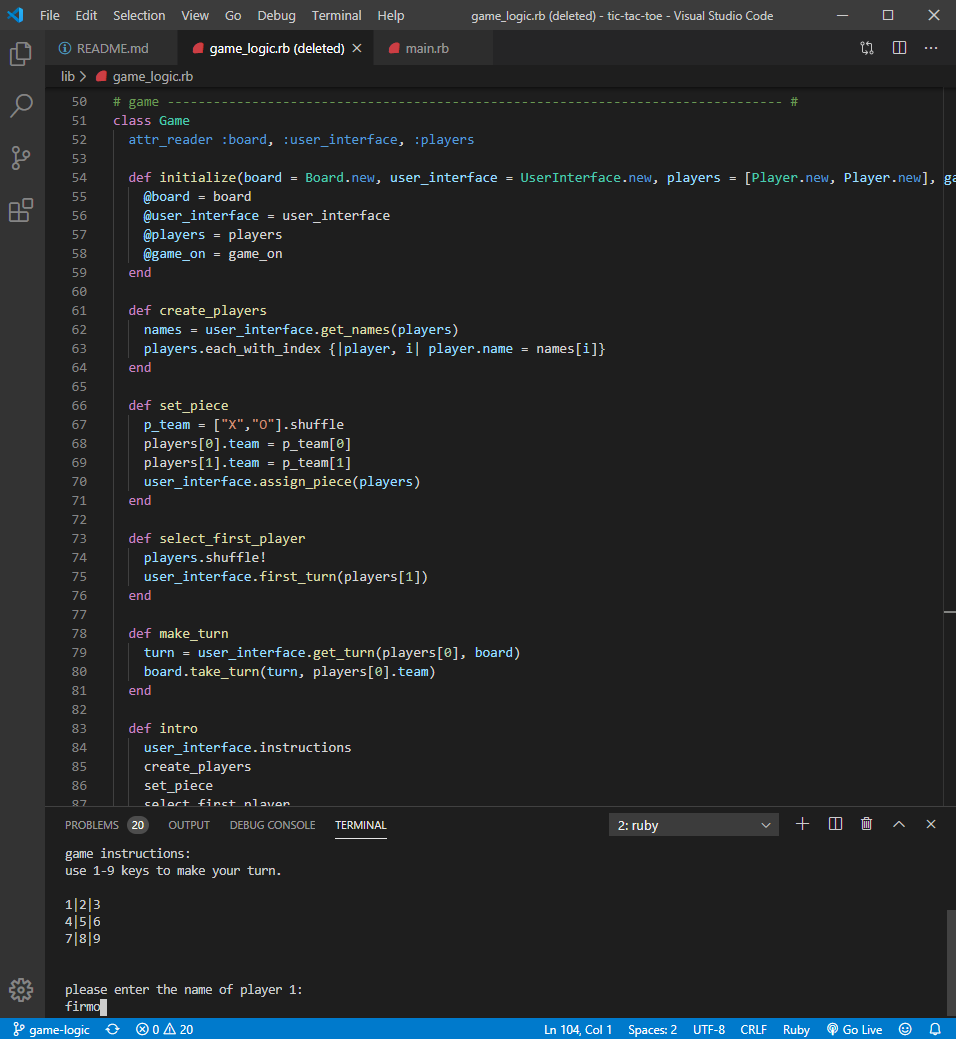 File Edit Selection View Go Debug Terminal Help game_logic.rb (deleted) - tic-tac-toe - Visual Studio Code
README.md game_logic.rb (deleted) main.rb
lib > game_logic.rb
50 # game -------------------------------------------------------------------------------- #
51 class Game
52   attr_reader :board, :user_interface, :players
53
54   def initialize(board = Board.new, user_interface = UserInterface.new, players = [Player.new, Player.new], ga
55     @board = board
56     @user_interface = user_interface
57     @players = players
58     @game_on = game_on
59   end
60
61   def create_players
62     names = user_interface.get_names(players)
63     players.each_with_index {|player, i| player.name = names[i]}
64   end
65
66   def set_piece
67     p_team = ["X","O"].shuffle
68     players[0].team = p_team[0]
69     players[1].team = p_team[1]
70     user_interface.assign_piece(players)
71   end
72
73   def select_first_player
74     players.shuffle!
75     user_interface.first_turn(players[1])
76   end
77
78   def make_turn
79     turn = user_interface.get_turn(players[0], board)
80     board.take_turn(turn, players[0].team)
81   end
82
83   def intro
84     user_interface.instructions
85     create_players
86     set_piece
87     select_first_player
PROBLEMS 20 OUTPUT DEBUG CONSOLE TERMINAL 2: ruby
game instructions:
use 1-9 keys to make your turn.
1|2|3
4|5|6
7|8|9
please enter the name of player 1:
firmo
game-logic 0 20 Ln 104, Col 1 Spaces: 2 UTF-8 CRLF Ruby Go Live